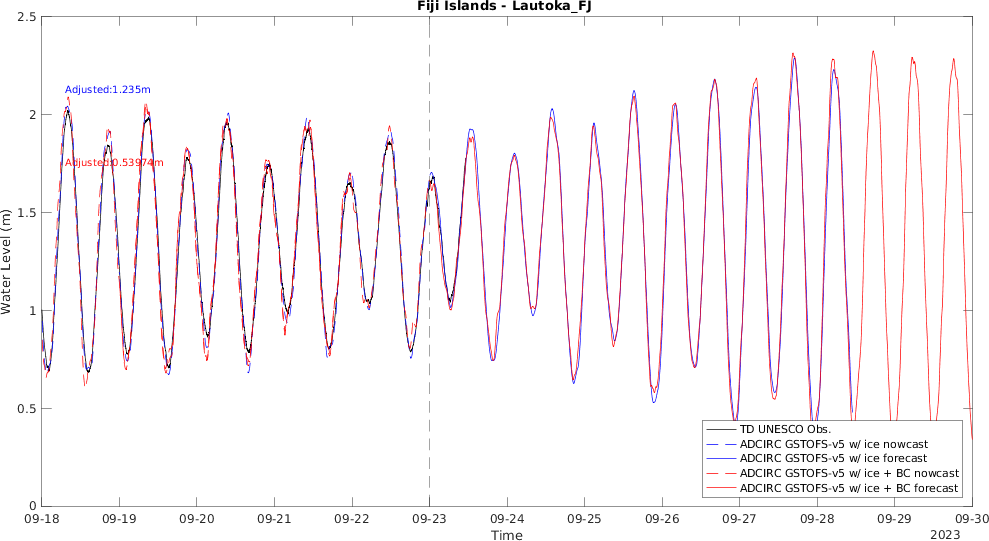 Fiji Islands - Lautoka_FJ
2.5
2
1.5
1
0.5
0
Water Level (m)
Adjusted:1.235m
Adjusted:0.53974m
TD UNESCO Obs.
ADCIRC GSTOFS-v5 w/ ice nowcast
ADCIRC GSTOFS-v5 w/ ice forecast
ADCIRC GSTOFS-v5 w/ ice + BC nowcast
ADCIRC GSTOFS-v5 w/ ice + BC forecast
09-18 09-19 09-20 09-21 09-22 09-23 09-24 09-25 09-26 09-27 09-28 09-29 09-30
Time
2023